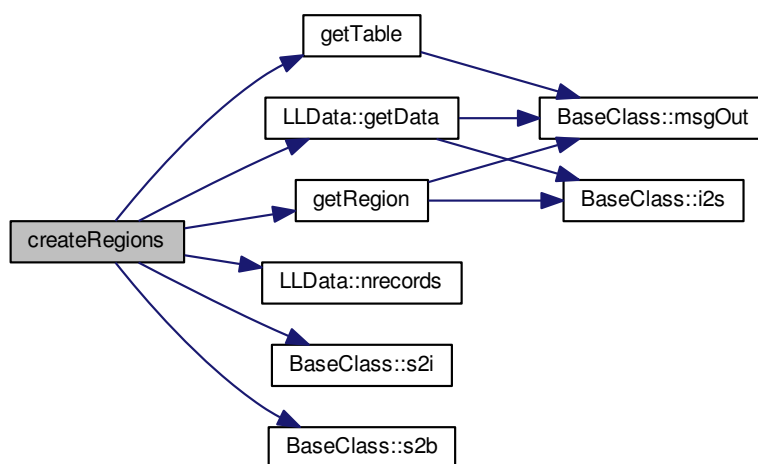 getTable
LLData::getData
BaseClass::msgOut
getRegion
BaseClass::i2s
createRegions
LLData::nrecords
BaseClass::s2i
BaseClass::s2b